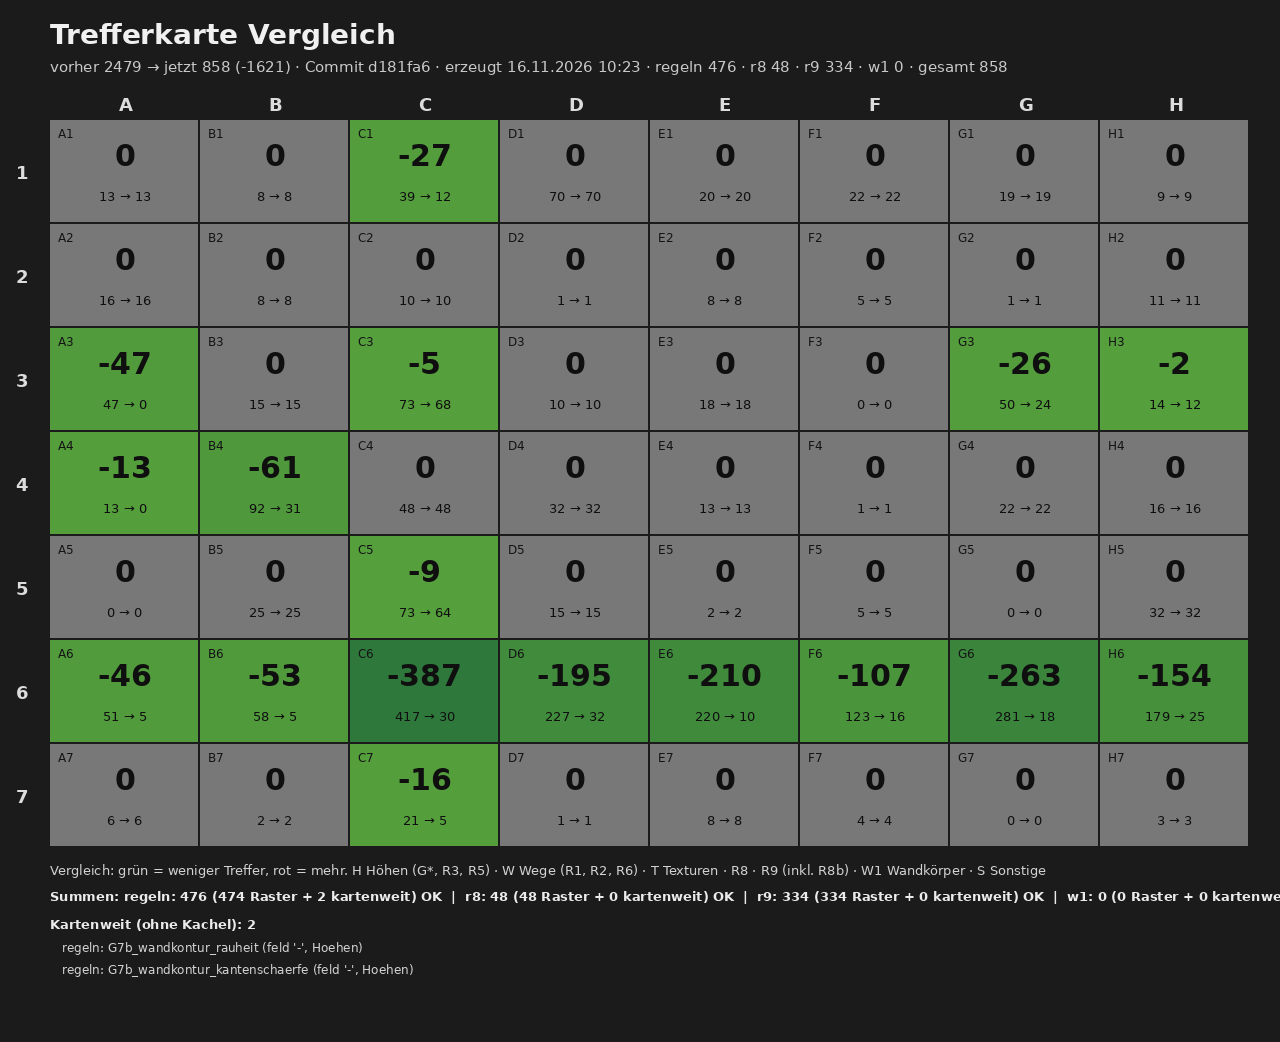 Trefferkarte Vergleich
vorher 2479 → jetzt 858 (-1621) · Commit d181fa6 · erzeugt 16.11.2026 10:23 · regeln 476 · r8 48 · r9 334 · w1 0 · gesamt 858
A B C D E F G H
A1 B1 C1 D1 E1 F1 G1 H1
1 0 0 -27 0 0 0 0 0
13 → 13 8 → 8 39 → 12 70 → 70 20 → 20 22 → 22 19 → 19 9 → 9
A2 B2 C2 D2 E2 F2 G2 H2
2 0 0 0 0 0 0 0 0
16 → 16 8 → 8 10 → 10 1 → 1 8 → 8 5 → 5 1 → 1 11 → 11
A3 B3 C3 D3 E3 F3 G3 H3
3 -47 0 -5 0 0 0 -26 -2
47 → 0 15 → 15 73 → 68 10 → 10 18 → 18 0 → 0 50 → 24 14 → 12
A4 B4 C4 D4 E4 F4 G4 H4
4 -13 -61 0 0 0 0 0 0
13 → 0 92 → 31 48 → 48 32 → 32 13 → 13 1 → 1 22 → 22 16 → 16
A5 B5 C5 D5 E5 F5 G5 H5
5 0 0 -9 0 0 0 0 0
0 → 0 25 → 25 73 → 64 15 → 15 2 → 2 5 → 5 0 → 0 32 → 32
A6 B6 C6 D6 E6 F6 G6 H6
6 -46 -53 -387 -195 -210 -107 -263 -154
51 → 5 58 → 5 417 → 30 227 → 32 220 → 10 123 → 16 281 → 18 179 → 25
A7 B7 C7 D7 E7 F7 G7 H7
7 0 0 -16 0 0 0 0 0
6 → 6 2 → 2 21 → 5 1 → 1 8 → 8 4 → 4 0 → 0 3 → 3
Vergleich: grün = weniger Treffer, rot = mehr. H Höhen (G*, R3, R5) · W Wege (R1, R2, R6) · T Texturen · R8 · R9 (inkl. R8b) · W1 Wandkörper · S Sonstige
Summen: regeln: 476 (474 Raster + 2 kartenweit) OK | r8: 48 (48 Raster + 0 kartenweit) OK | r9: 334 (334 Raster + 0 kartenweit) OK | w1: 0 (0 Raster + 0 kartenwe
Kartenweit (ohne Kachel): 2
regeln: G7b_wandkontur_rauheit (feld '-', Hoehen)
regeln: G7b_wandkontur_kantenschaerfe (feld '-', Hoehen)